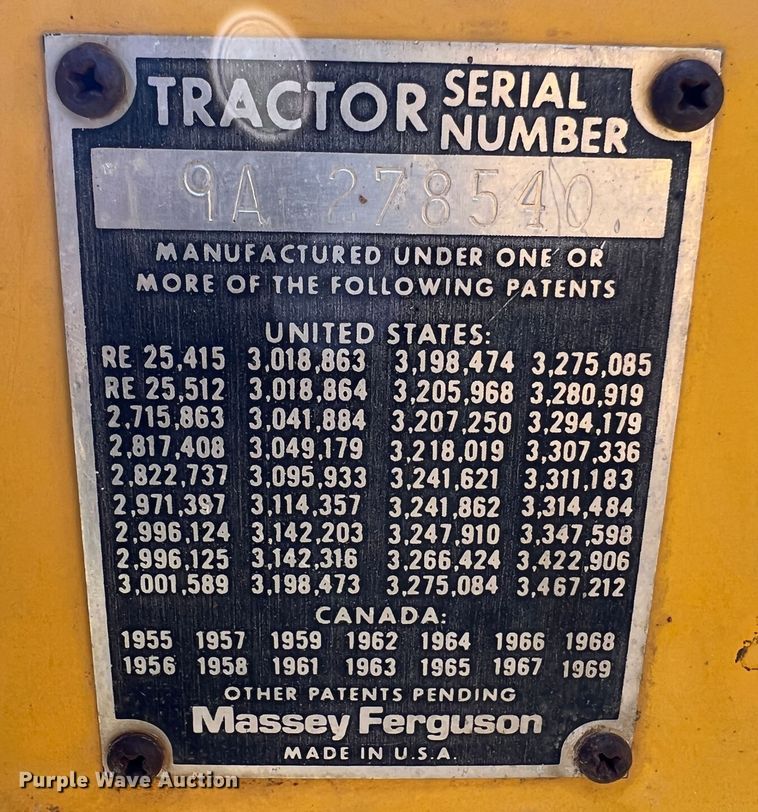 TRACTOR SERIAL NUMBER
9A 278540
MANUFACTURED UNDER ONE OR
MORE OF THE FOLLOWING PATENTS
UNITED STATES:
RE 25,415 3,018,863 3,198,474 3,275,085
RE 25,512 3,018,864 3,205,968 3,280,919
2,715,863 3,041,884 3,207,250 3,294,179
2,817,408 3,049,179 3,218,019 3,307,336
2,822,737 3,095,933 3,241,621 3,311,183
2,971,397 3,114,357 3,241,862 3,314,484
2,996,124 3,142,203 3,247,910 3,347,598
2,996,125 3,142,316 3,266,424 3,422,906
3,001,589 3,198,473 3,275,084 3,467,212
CANADA:
1955 1957 1959 1962 1964 1966 1968
1956 1958 1961 1963 1965 1967 1969
OTHER PATENTS PENDING
Massey Ferguson
MADE IN U.S.A.
Purple Wave Auction